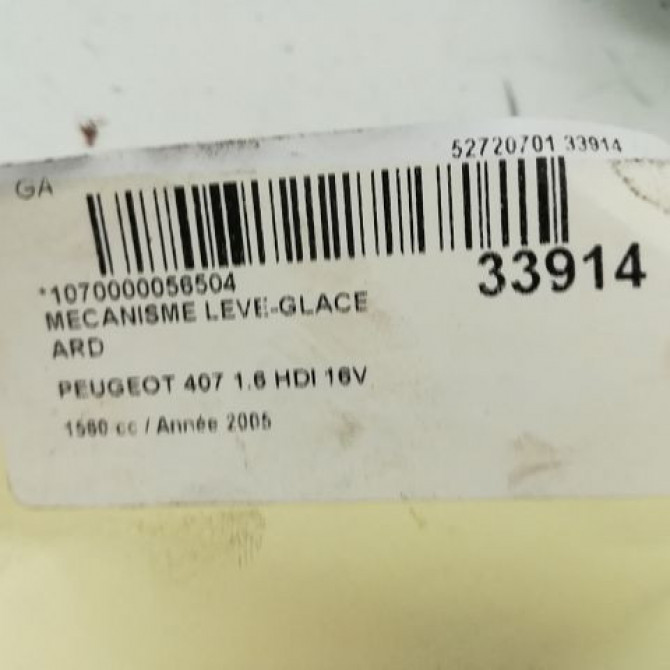 52720701 33914
GA
*1070000056504
33914
MECANISME LEVE-GLACE
ARD
PEUGEOT 407 1.6 HDI 16V
1560 cc / Année 2005